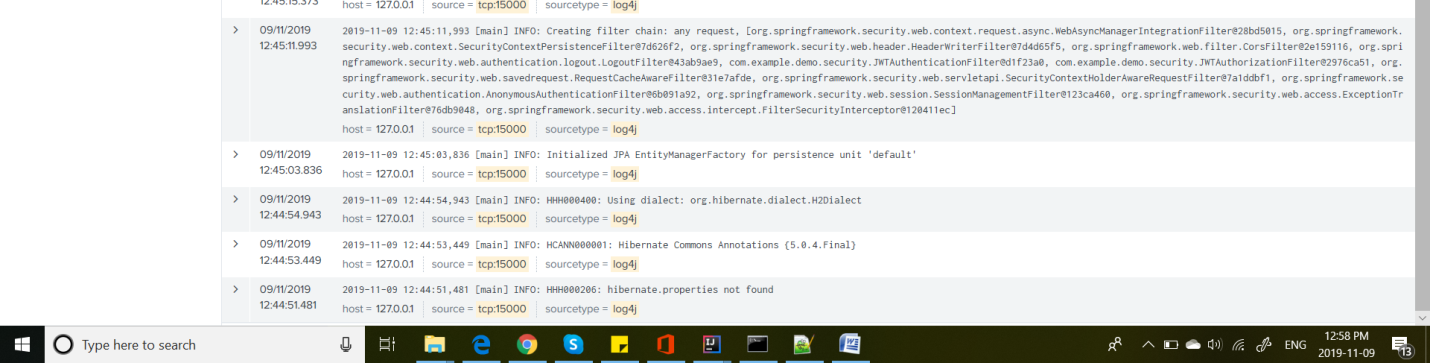 12:45:15.373 host = 127.0.0.1 source = tcp:15000 sourcetype = log4j
09/11/2019 2019-11-09 12:45:11,993 [main] INFO: Creating filter chain: any request, [org.springframework.security.web.context.request.async.WebAsyncManagerIntegrationFilter@28bd5015, org.springframework.
12:45:11.993 security.web.context.SecurityContextPersistenceFilter@7d626f2, org.springframework.security.web.header.HeaderWriterFilter@7d4d65f5, org.springframework.web.filter.CorsFilter@2e159116, org.spri
ngframework.security.web.authentication.logout.LogoutFilter@43ab9ae9, com.example.demo.security.JWTAuthenticationFilter@d1f23a0, com.example.demo.security.JWTAuthorizationFilter@2976ca51, org.
springframework.security.web.savedrequest.RequestCacheAwareFilter@31e7afde, org.springframework.security.web.servletapi.SecurityContextHolderAwareRequestFilter@7a1ddbf1, org.springframework.se
curity.web.authentication.AnonymousAuthenticationFilter@6b091a92, org.springframework.security.web.session.SessionManagementFilter@123ca460, org.springframework.security.web.access.ExceptionTr
anslationFilter@76db9048, org.springframework.security.web.access.intercept.FilterSecurityInterceptor@120411ec]
host = 127.0.0.1 source = tcp:15000 sourcetype = log4j
09/11/2019 2019-11-09 12:45:03,836 [main] INFO: Initialized JPA EntityManagerFactory for persistence unit 'default'
12:45:03.836 host = 127.0.0.1 source = tcp:15000 sourcetype = log4j
09/11/2019 2019-11-09 12:44:54,943 [main] INFO: HHH000400: Using dialect: org.hibernate.dialect.H2Dialect
12:44:54.943 host = 127.0.0.1 source = tcp:15000 sourcetype = log4j
09/11/2019 2019-11-09 12:44:53,449 [main] INFO: HCANN000001: Hibernate Commons Annotations {5.0.4.Final}
12:44:53.449 host = 127.0.0.1 source = tcp:15000 sourcetype = log4j
09/11/2019 2019-11-09 12:44:51,481 [main] INFO: HHH000206: hibernate.properties not found
12:44:51.481 host = 127.0.0.1 source = tcp:15000 sourcetype = log4j
Type here to search
ENG
12:58 PM
2019-11-09
13